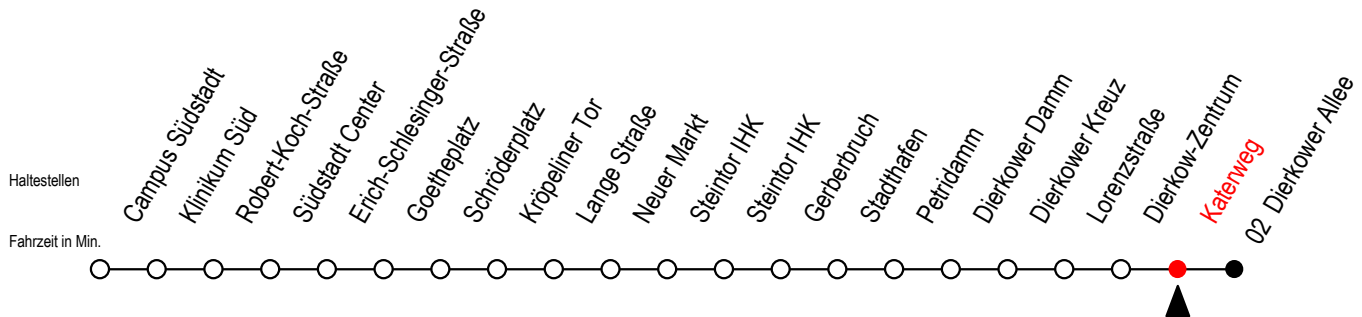 Haltestellen
Campus Südstadt
Klinikum Süd
Robert-Koch-Straße
Südstadt Center
Erich-Schlesinger-Straße
Goetheplatz
Schröderplatz
Kröpeliner Tor
Lange Straße
Neuer Markt
Steintor IHK
Steintor IHK
Gerberbruch
Stadthafen
Petridamm
Dierkower Damm
Dierkower Kreuz
Lorenzstraße
Dierkow-Zentrum
Katerweg
02 Dierkower Allee
Fahrzeit in Min.